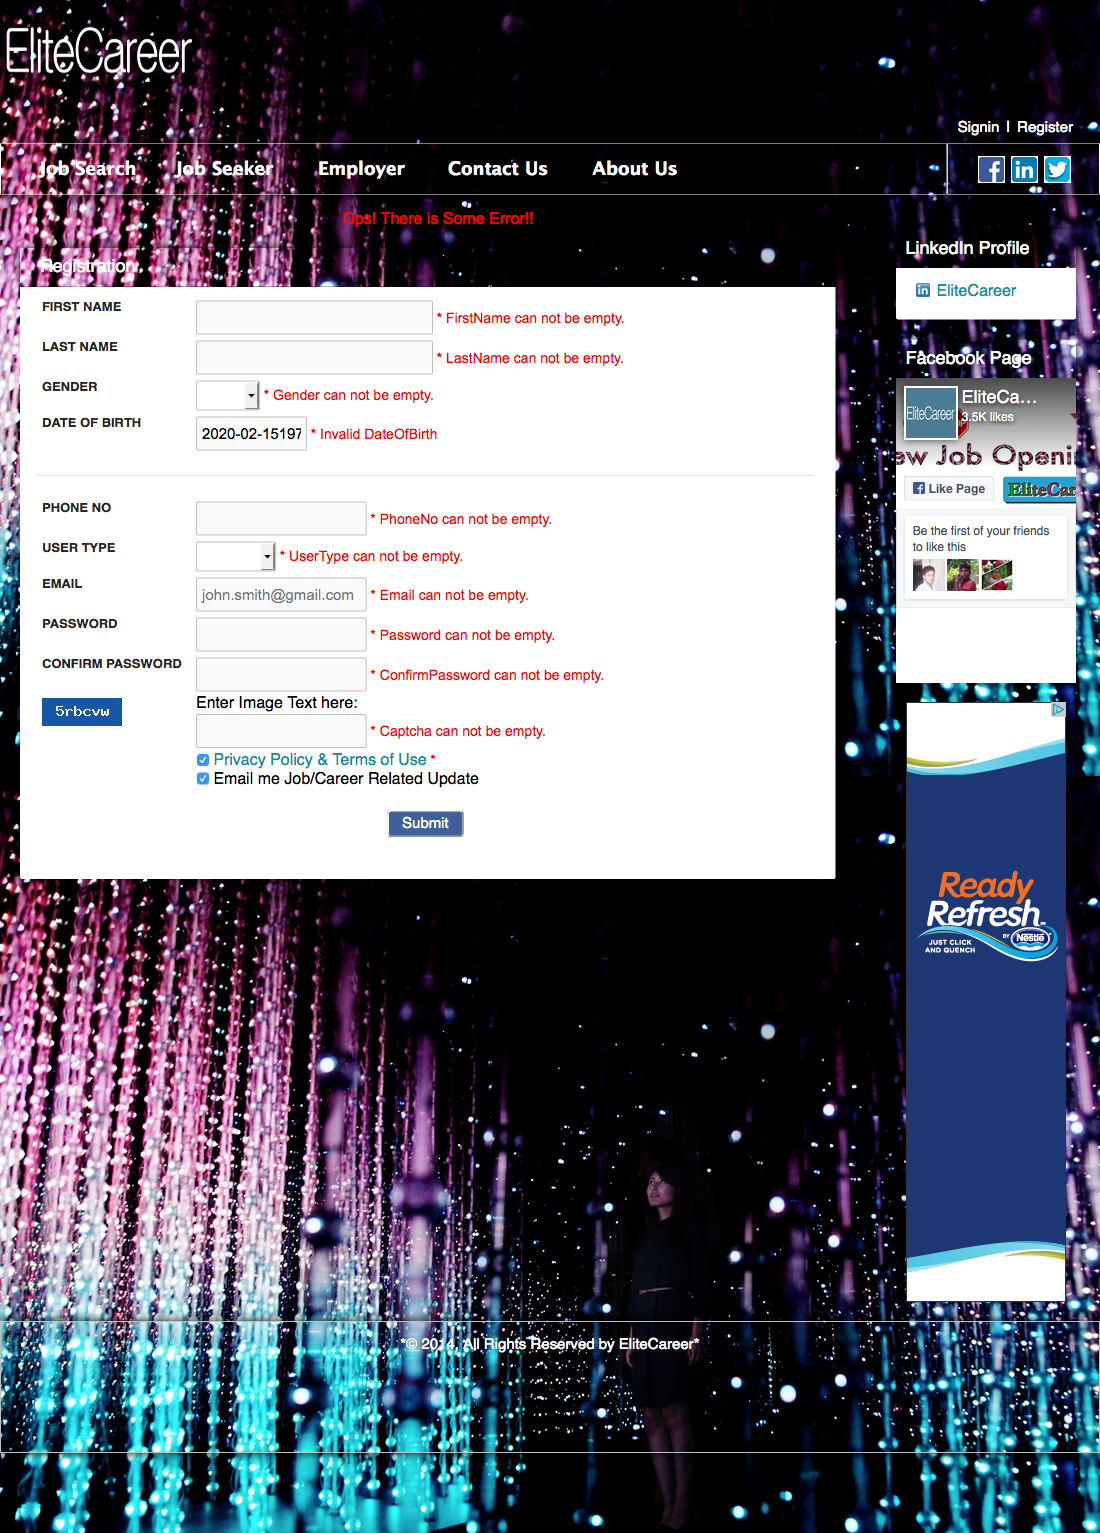 EliteCareer
Signin | Register
Job Search Job Seeker Employer Contact Us About Us
Ops! There is Some Error!!
Registration
FIRST NAME * FirstName can not be empty.
LAST NAME * LastName can not be empty.
GENDER * Gender can not be empty.
DATE OF BIRTH 2020-02-15197 * Invalid DateOfBirth
PHONE NO * PhoneNo can not be empty.
USER TYPE * UserType can not be empty.
EMAIL john.smith@gmail.com * Email can not be empty.
PASSWORD * Password can not be empty.
CONFIRM PASSWORD * ConfirmPassword can not be empty.
5rbcvw Enter Image Text here:
* Captcha can not be empty.
Privacy Policy & Terms of Use *
Email me Job/Career Related Update
Submit
LinkedIn Profile
EliteCareer
Facebook Page
EliteCareer
EliteCa...
3.5K likes
ew Job Openi
Like Page
EliteCar
Be the first of your friends
to like this
Ready
Refresh
BY Nestlé
JUST CLICK
AND QUENCH
*© 2014, All Rights Reserved by EliteCareer*